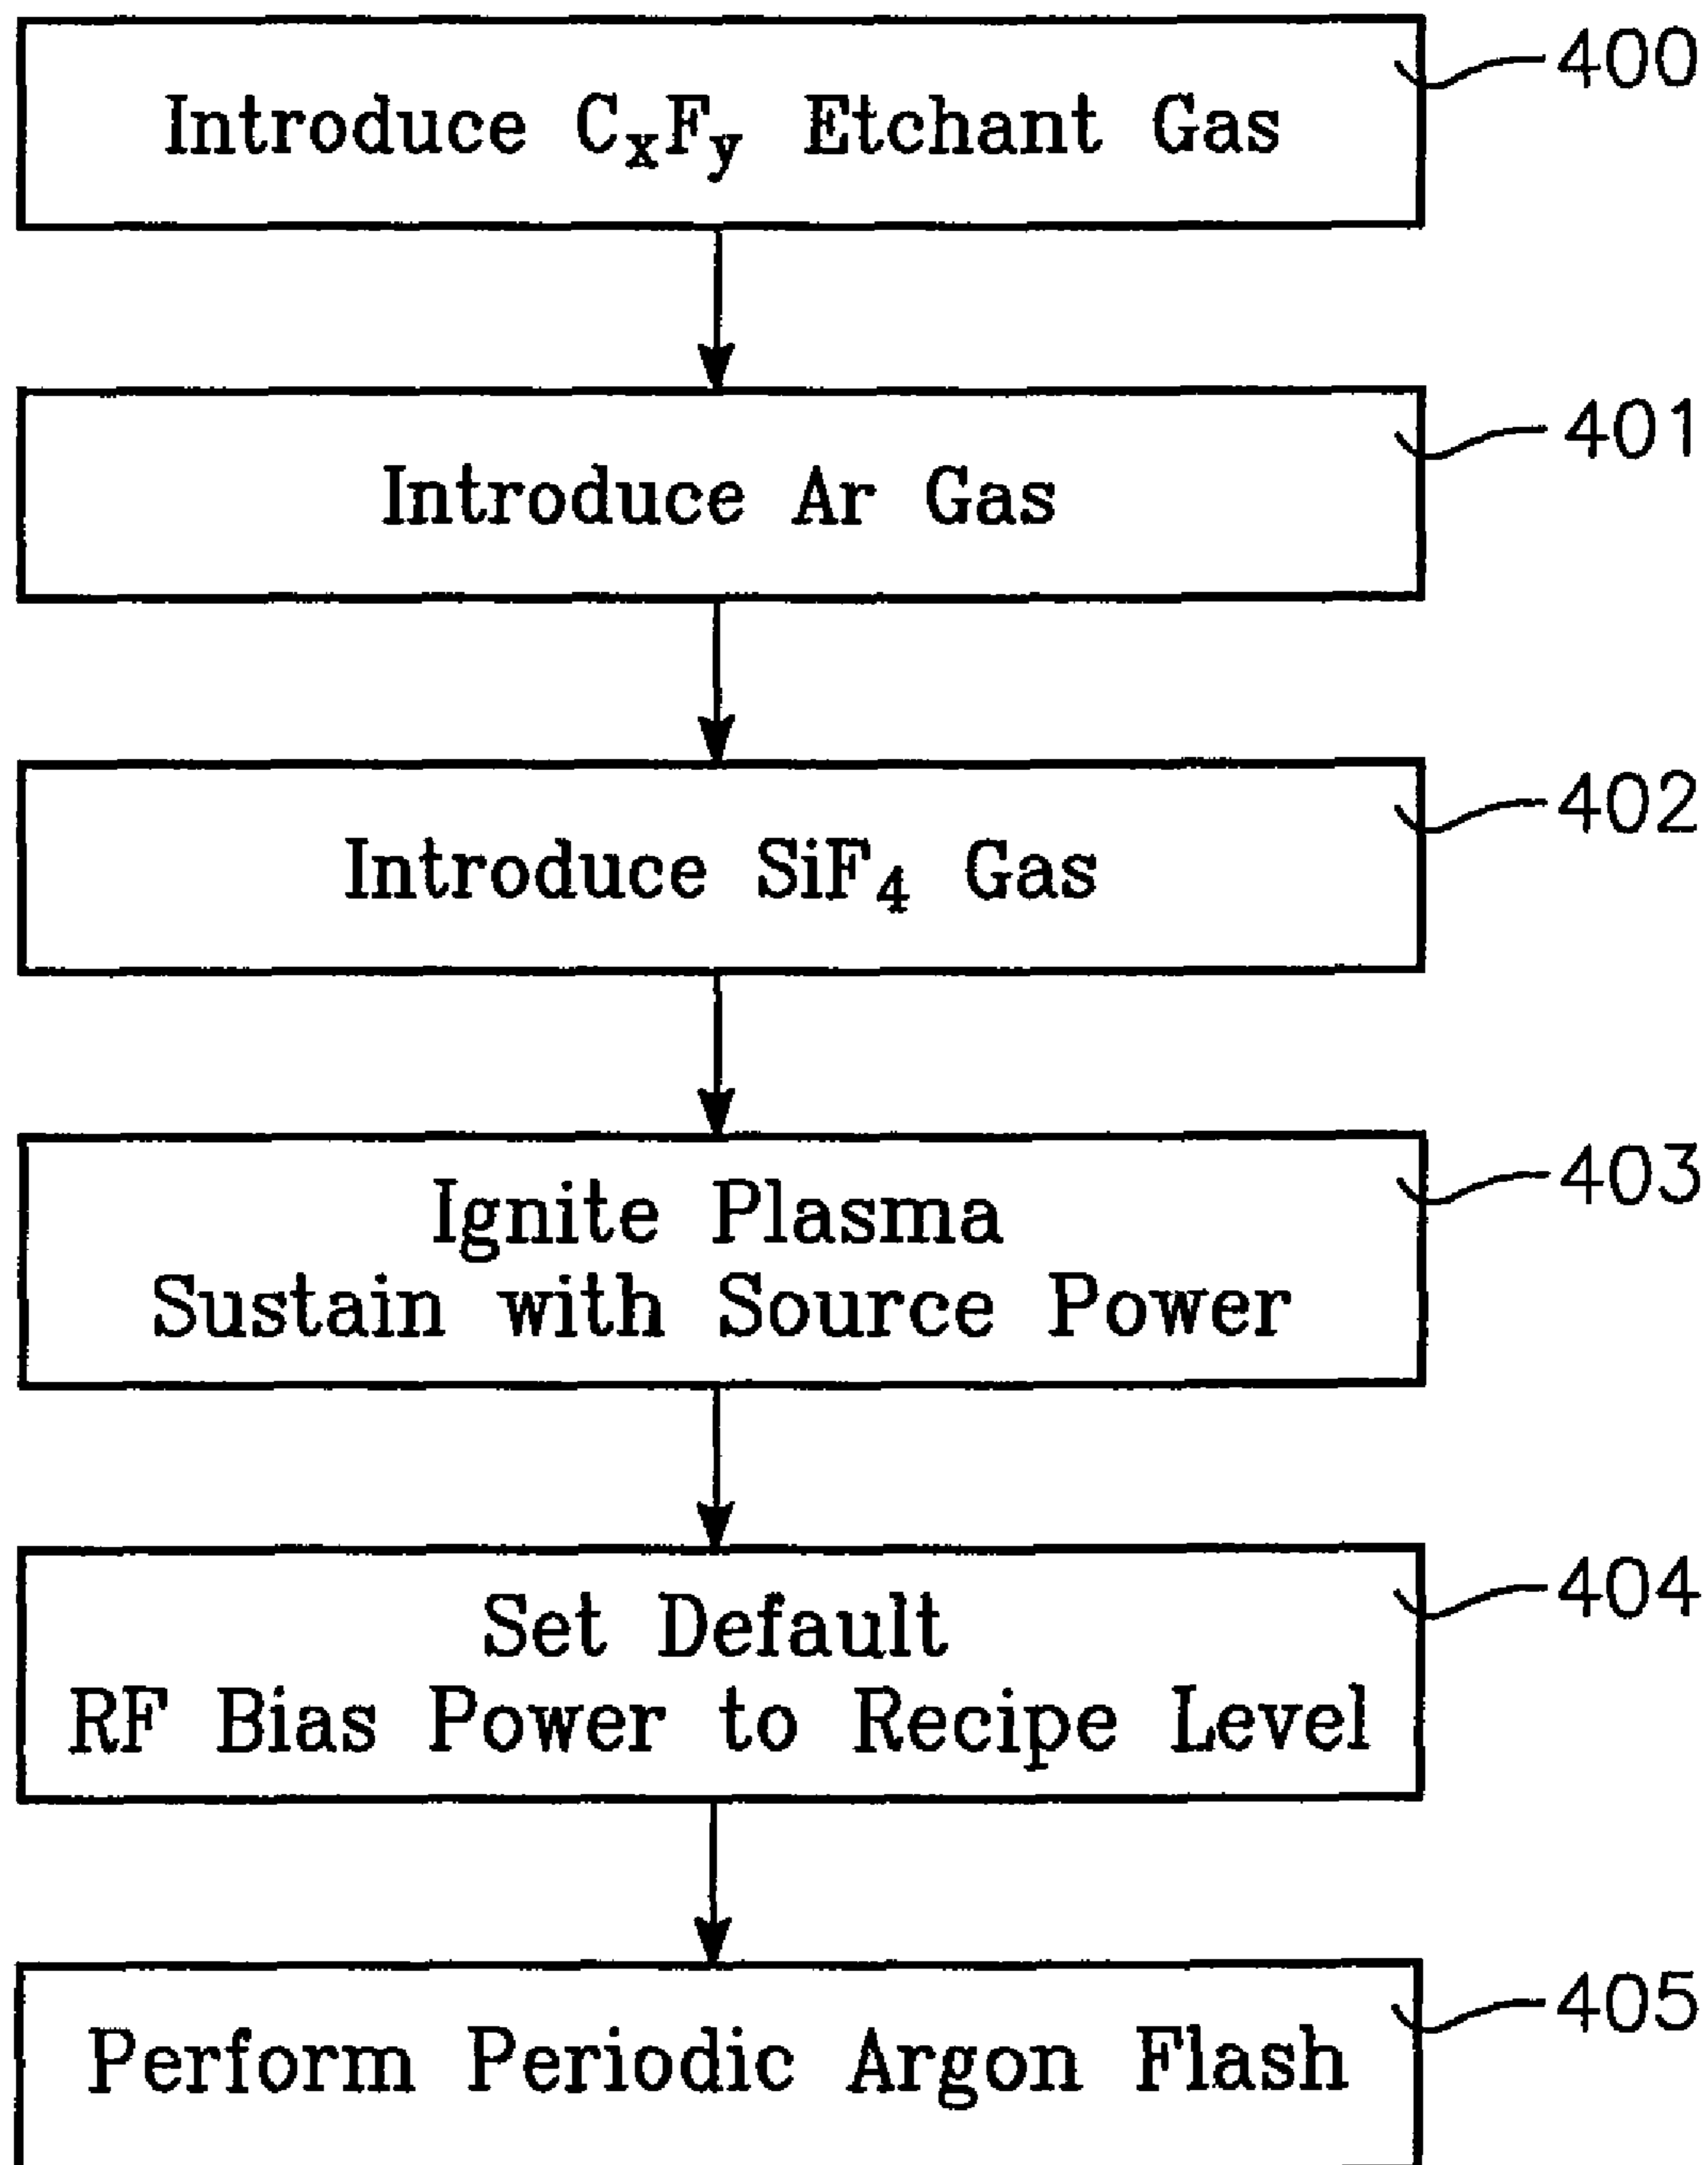 Introduce CxFy Etchant Gas
400
Introduce Ar Gas
401
Introduce SiF4 Gas
402
Ignite Plasma
Sustain with Source Power
403
Set Default
RF Bias Power to Recipe Level
404
Perform Periodic Argon Flash
405